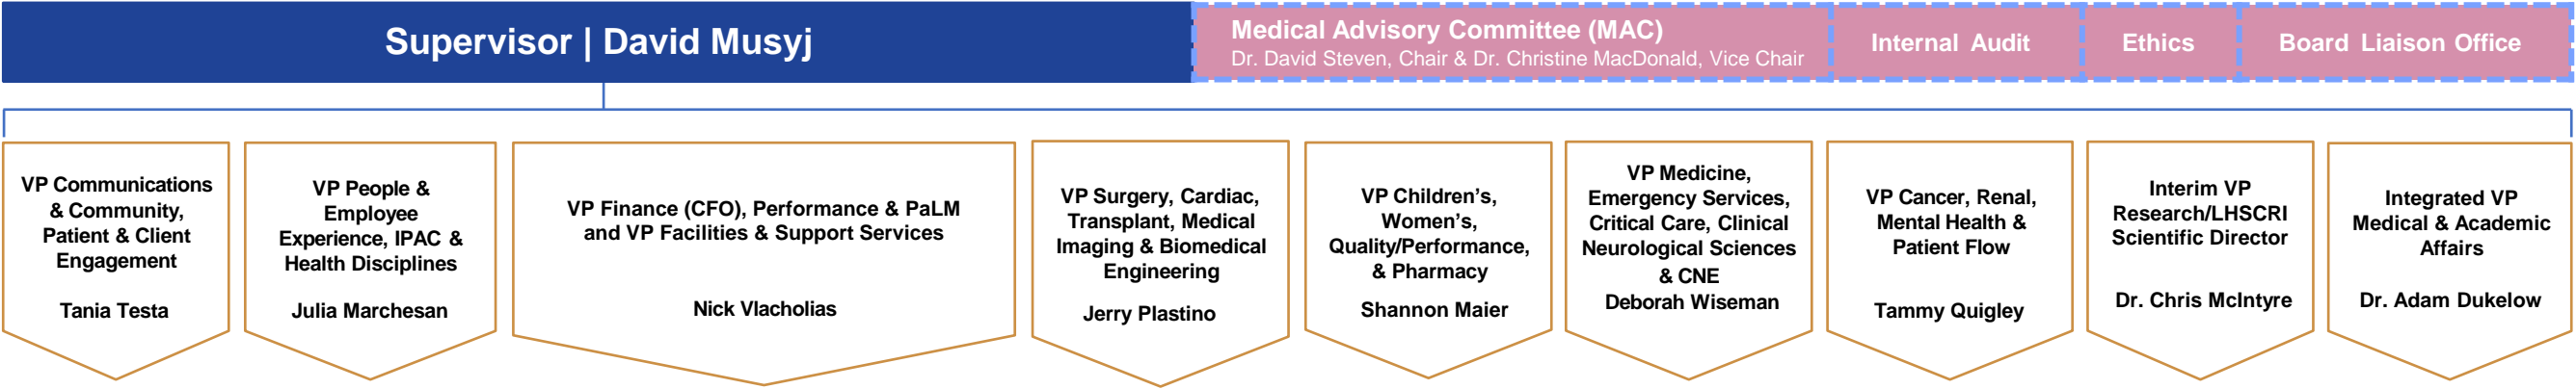 Supervisor | David Musyj
Medical Advisory Committee (MAC)
Dr. David Steven, Chair & Dr. Christine MacDonald, Vice Chair
Internal Audit
Ethics
Board Liaison Office
VP Communications
& Community,
Patient & Client
Engagement
Tania Testa
VP People &
Employee
Experience, IPAC &
Health Disciplines
Julia Marchesan
VP Finance (CFO), Performance & PaLM
and VP Facilities & Support Services
Nick Vlacholias
VP Surgery, Cardiac,
Transplant, Medical
Imaging & Biomedical
Engineering
Jerry Plastino
VP Children's,
Women's,
Quality/Performance,
& Pharmacy
Shannon Maier
VP Medicine,
Emergency Services,
Critical Care, Clinical
Neurological Sciences
& CNE
Deborah Wiseman
VP Cancer, Renal,
Mental Health &
Patient Flow
Tammy Quigley
Interim VP
Research/LHSCRI
Scientific Director
Dr. Chris McIntyre
Integrated VP
Medical & Academic
Affairs
Dr. Adam Dukelow